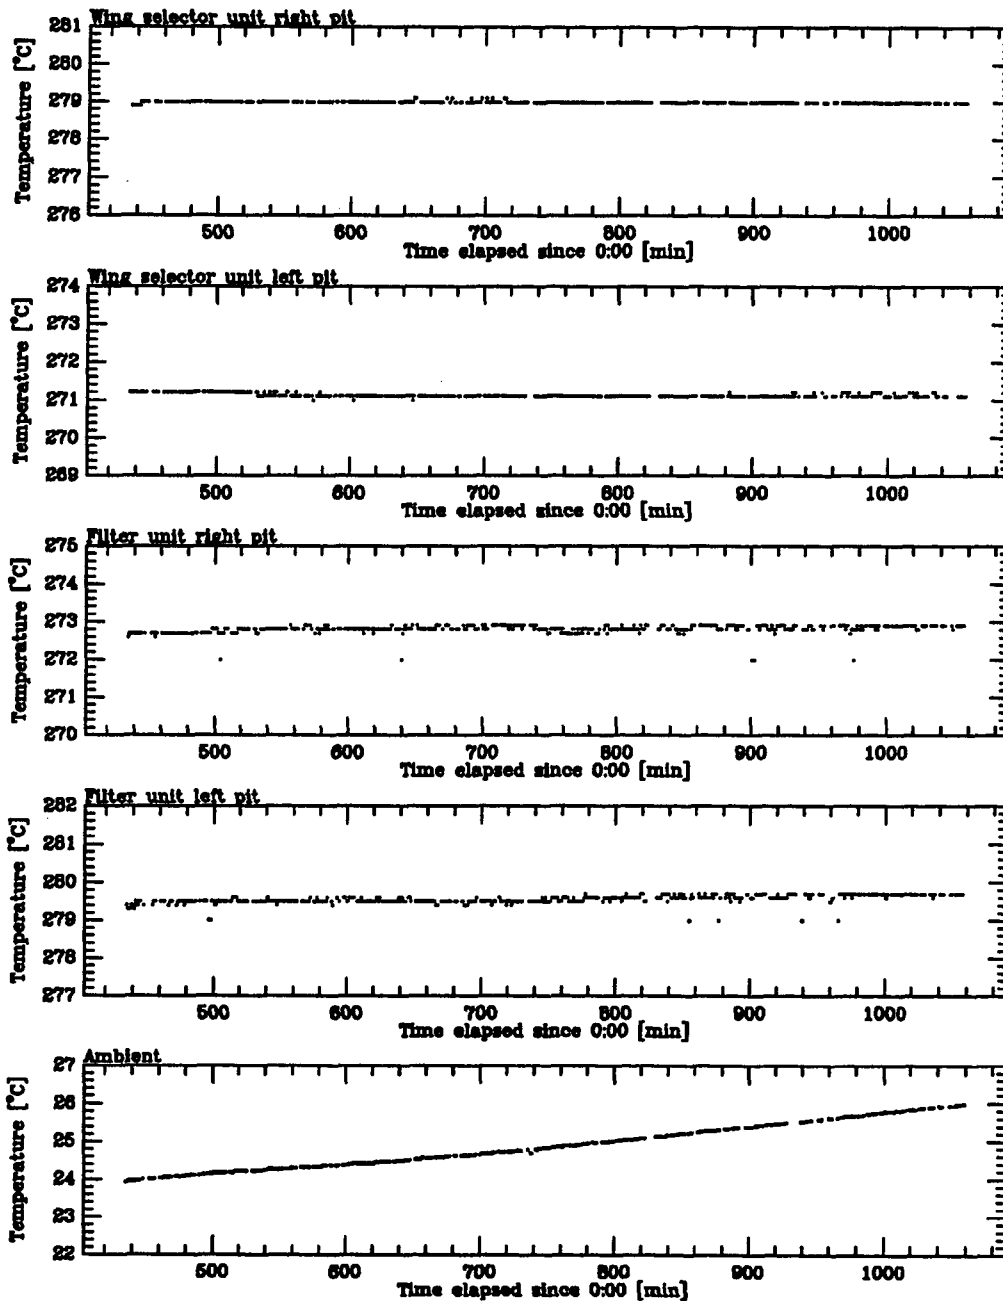 Wing selector unit right pit
281
280
279
278
277
276
Temperature [°C]
500 600 700 800 900 1000
Time elapsed since 0:00 [min]
Wing selector unit left pit
274
273
272
271
270
269
Temperature [°C]
500 600 700 800 900 1000
Time elapsed since 0:00 [min]
Filter unit right pit
275
274
273
272
271
270
Temperature [°C]
500 600 700 800 900 1000
Time elapsed since 0:00 [min]
Filter unit left pit
282
281
280
279
278
277
Temperature [°C]
500 600 700 800 900 1000
Time elapsed since 0:00 [min]
Ambient
27
26
25
24
23
22
Temperature [°C]
500 600 700 800 900 1000
Time elapsed since 0:00 [min]